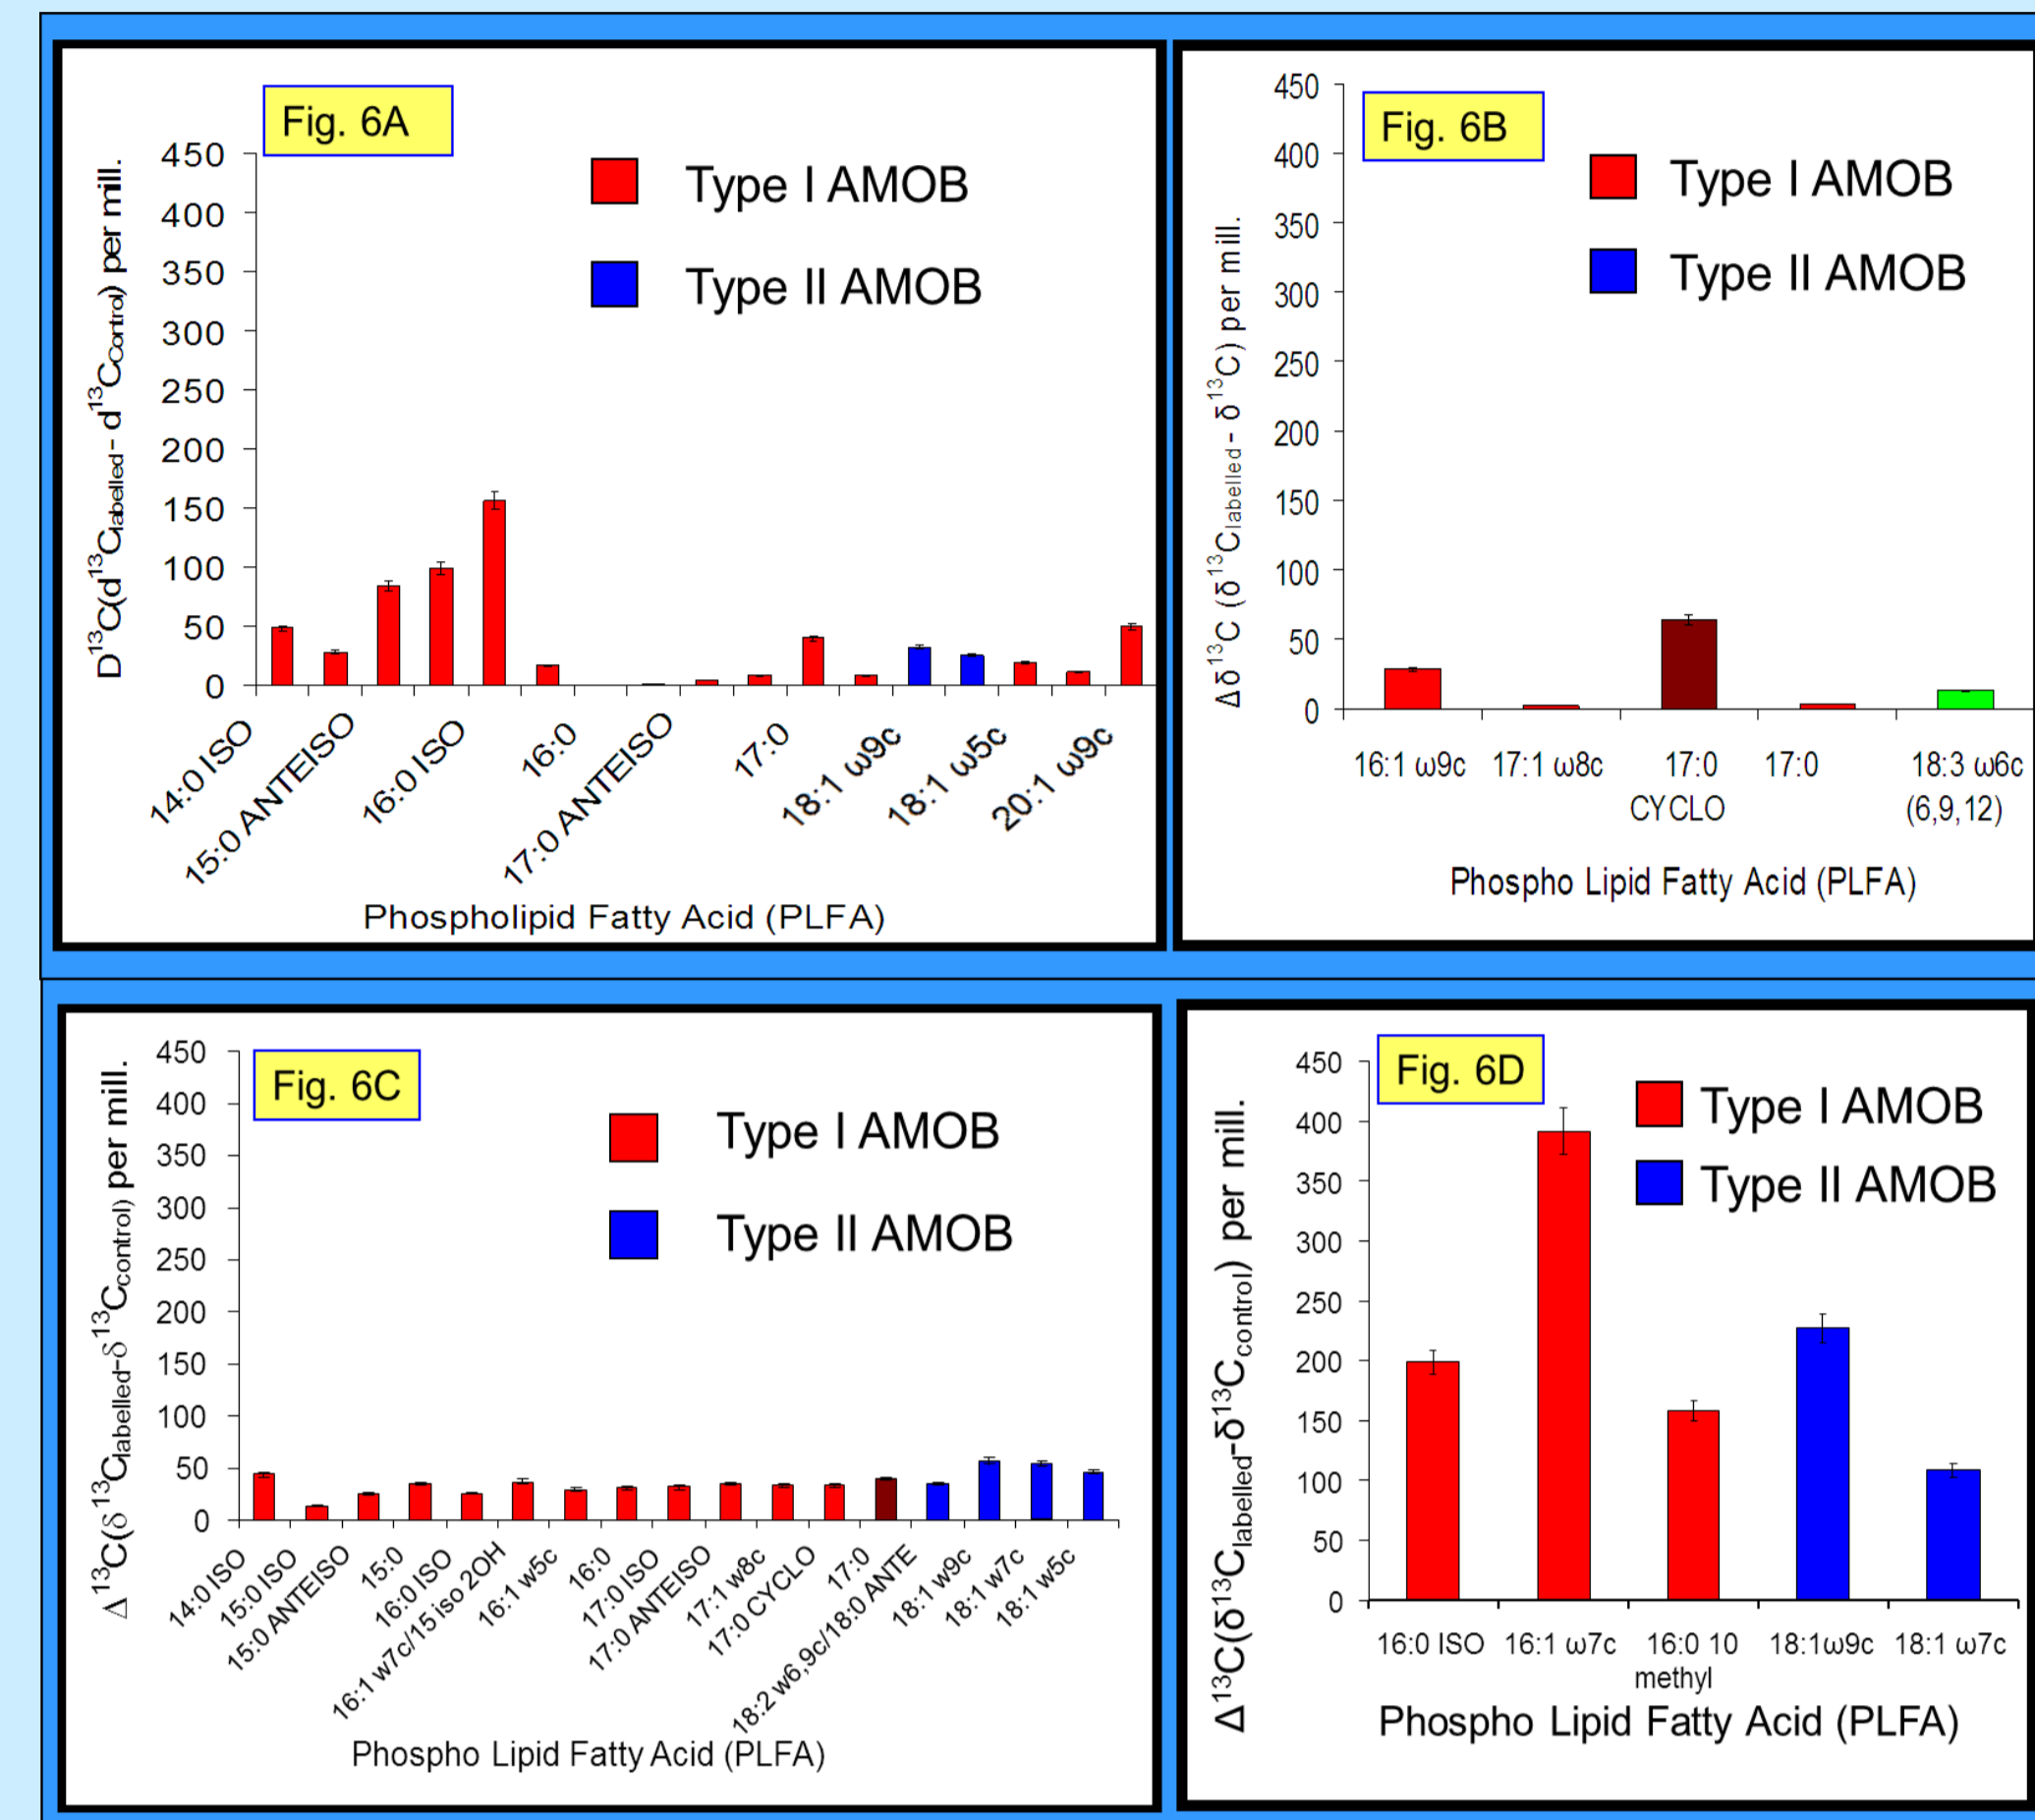 Fig. 6A
Type I AMOB
Type II AMOB
D¹³C(d¹³Clabelled- d¹³CControl) per mill.
450
400
350
300
250
200
150
100
50
0
14:0 ISO
15:0 ANTEISO
16:0 ISO
16:0
17:0 ANTEISO
17:0
18:1 ω9c
18:1 ω5c
20:1 ω9c
Phospholipid Fatty Acid (PLFA)
Fig. 6B
Type I AMOB
Type II AMOB
Δδ¹³C (δ¹³Clabelled- δ¹³C) per mill.
450
400
350
300
250
200
150
100
50
0
16:1 ω9c
17:1 ω8c
17:0
CYCLO
17:0
18:3 ω6c
(6,9,12)
Phospho Lipid Fatty Acid (PLFA)
Fig. 6C
Type I AMOB
Type II AMOB
Δ ¹³C(δ ¹³Clabelled-δ ¹³Ccontrol) per mill.
450
400
350
300
250
200
150
100
50
0
14:0 ISO
15:0 ISO
15:0 ANTEISO
15:0
16:0 ISO
16:1 w7c/15 iso 2OH
16:1 w5c
16:0
17:0 ISO
17:0 ANTEISO
17:1 w8c
17:0 CYCLO
17:0
18:2 w6,9c/18:0 ANTE
18:1 w9c
18:1 w7c
18:1 w5c
Phospho Lipid Fatty Acid (PLFA)
Fig. 6D
Type I AMOB
Type II AMOB
Δ ¹³C(δ¹³Clabelled-δ¹³Ccontrol) per mill.
450
400
350
300
250
200
150
100
50
0
16:0 ISO
16:1 ω7c
16:0 10
methyl
18:1ω9c
18:1 ω7c
Phospho Lipid Fatty Acid (PLFA)